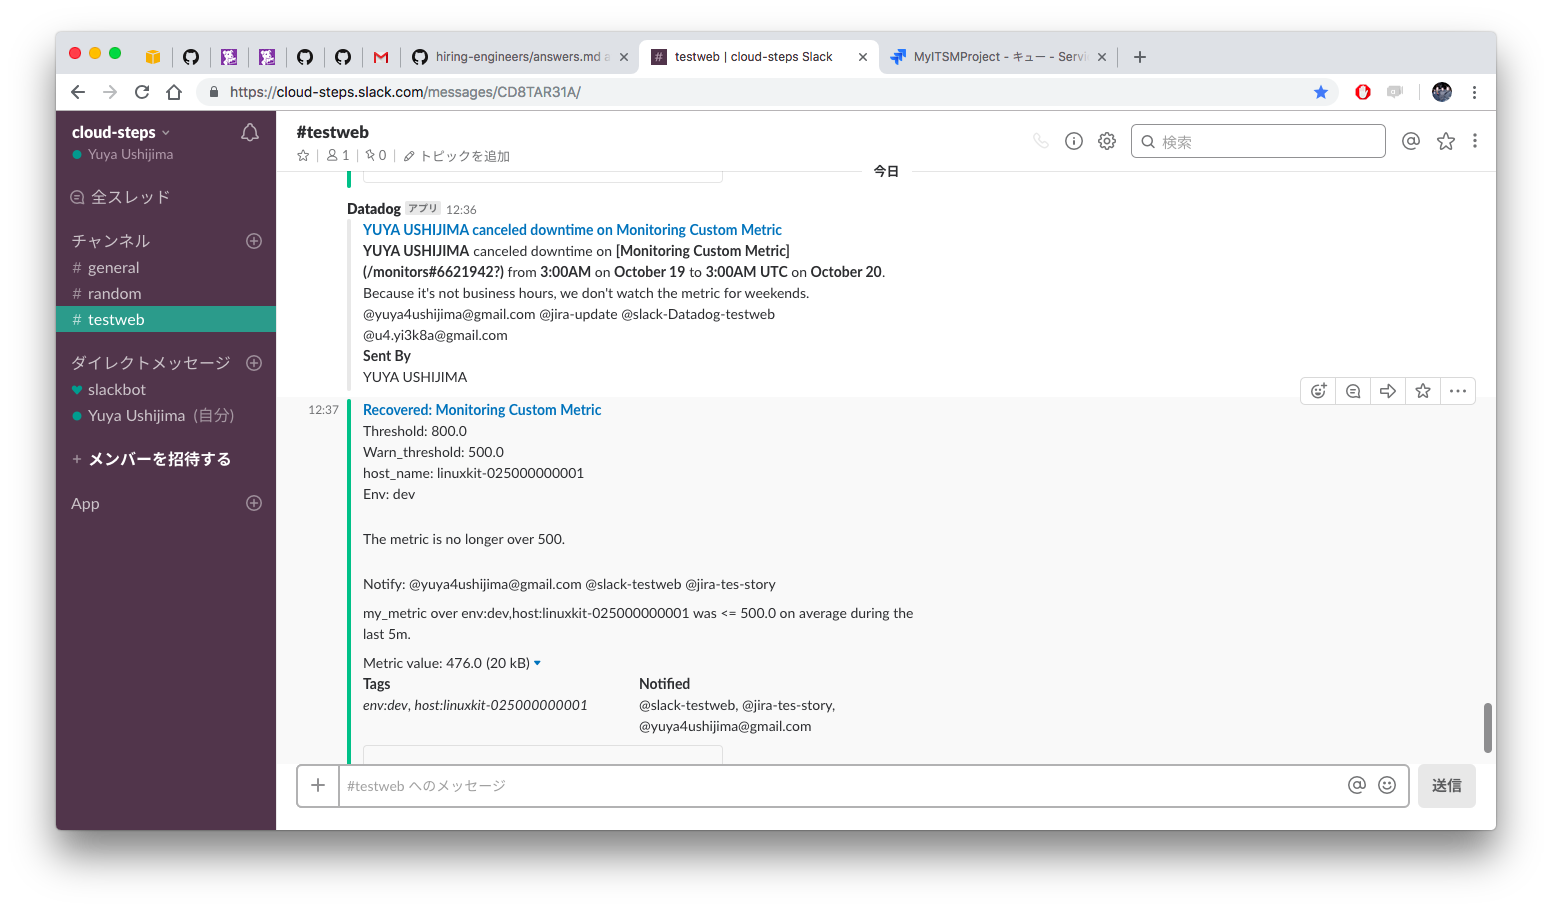 hiring-engineers/answers.md a
testweb | cloud-steps Slack
MyITSMProject - キュー - Servi
https://cloud-steps.slack.com/messages/CD8TAR31A/
cloud-steps
Yuya Ushijima
全スレッド
チャンネル
# general
# random
# testweb
ダイレクトメッセージ
slackbot
Yuya Ushijima (自分)
+ メンバーを招待する
App
#testweb
1
0
トピックを追加
検索
今日
Datadog アプリ 12:36
YUYA USHIJIMA canceled downtime on Monitoring Custom Metric
YUYA USHIJIMA canceled downtime on [Monitoring Custom Metric]
(/monitors#6621942?) from 3:00AM on October 19 to 3:00AM UTC on October 20.
Because it's not business hours, we don't watch the metric for weekends.
@yuya4ushijima@gmail.com @jira-update @slack-Datadog-testweb
@u4.yi3k8a@gmail.com
Sent By
YUYA USHIJIMA
12:37 Recovered: Monitoring Custom Metric
Threshold: 800.0
Warn_threshold: 500.0
host_name: linuxkit-025000000001
Env: dev
The metric is no longer over 500.
Notify: @yuya4ushijima@gmail.com @slack-testweb @jira-tes-story
my_metric over env:dev,host:linuxkit-025000000001 was <= 500.0 on average during the
last 5m.
Metric value: 476.0 (20 kB)
Tags
env:dev, host:linuxkit-025000000001
Notified
@slack-testweb, @jira-tes-story,
@yuya4ushijima@gmail.com
#testweb へのメッセージ
送信